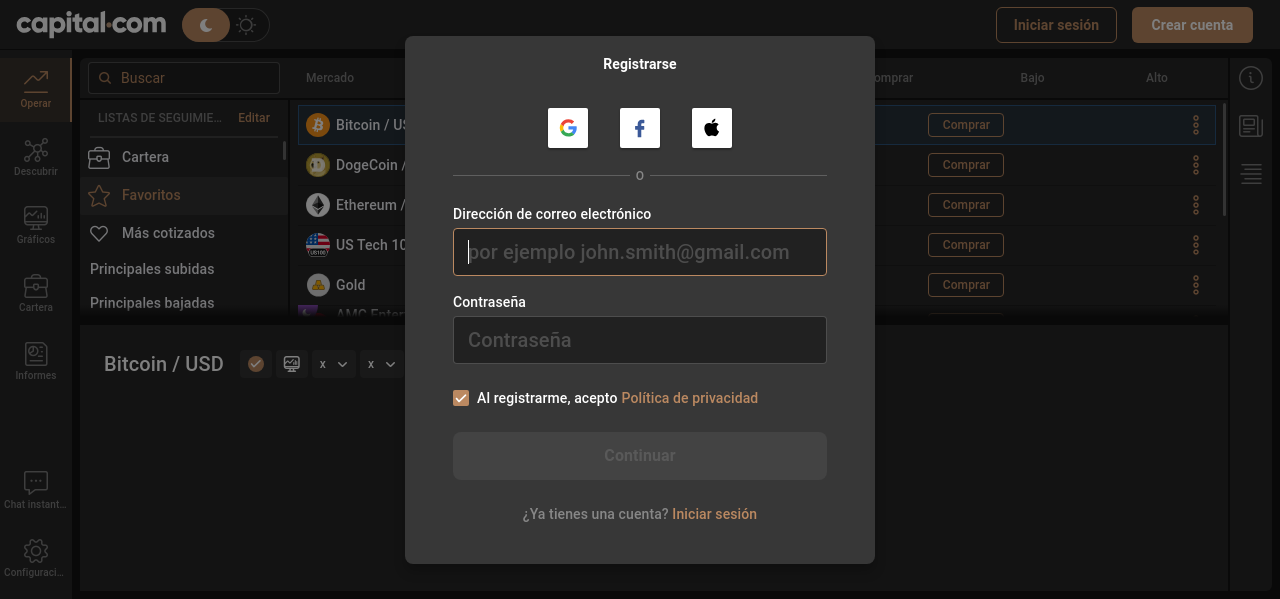 capital.com
Iniciar sesión
Crear cuenta
Registrarse
Buscar
Mercado
Bajo
Alto
Operar
LISTAS DE SEGUIMIE...
Editar
Bitcoin / US
Comprar
Descubrir
Cartera
DogeCoin /
Comprar
O
Favoritos
Ethereum /
Comprar
Dirección de correo electrónico
Gráficos
Más cotizados
US Tech 10
Comprar
por ejemplo john.smith@gmail.com
Principales subidas
Gold
Comprar
Cartera
Principales bajadas
Contraseña
Contraseña
Informes
Bitcoin / USD
x
x
Al registrarme, acepto Política de privacidad
Continuar
Chat instant...
¿Ya tienes una cuenta? Iniciar sesión
Configuraci...